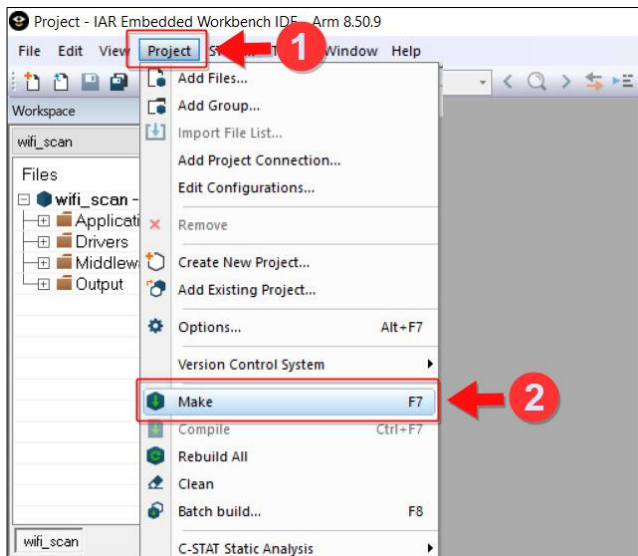 Project - IAR Embedded Workbench IDE - Arm 8.50.9
File Edit View Project Window Help
1
Workspace
wifi_scan
Files
wifi_scan -
Applicati
Drivers
Middlew
Output
wifi_scan
Add Files...
Add Group...
Import File List...
Add Project Connection...
Edit Configurations...
Remove
Create New Project...
Add Existing Project...
Options... Alt+F7
Version Control System
Make F7
2
Compile Ctrl+F7
Rebuild All
Clean
Batch build... F8
C-STAT Static Analysis